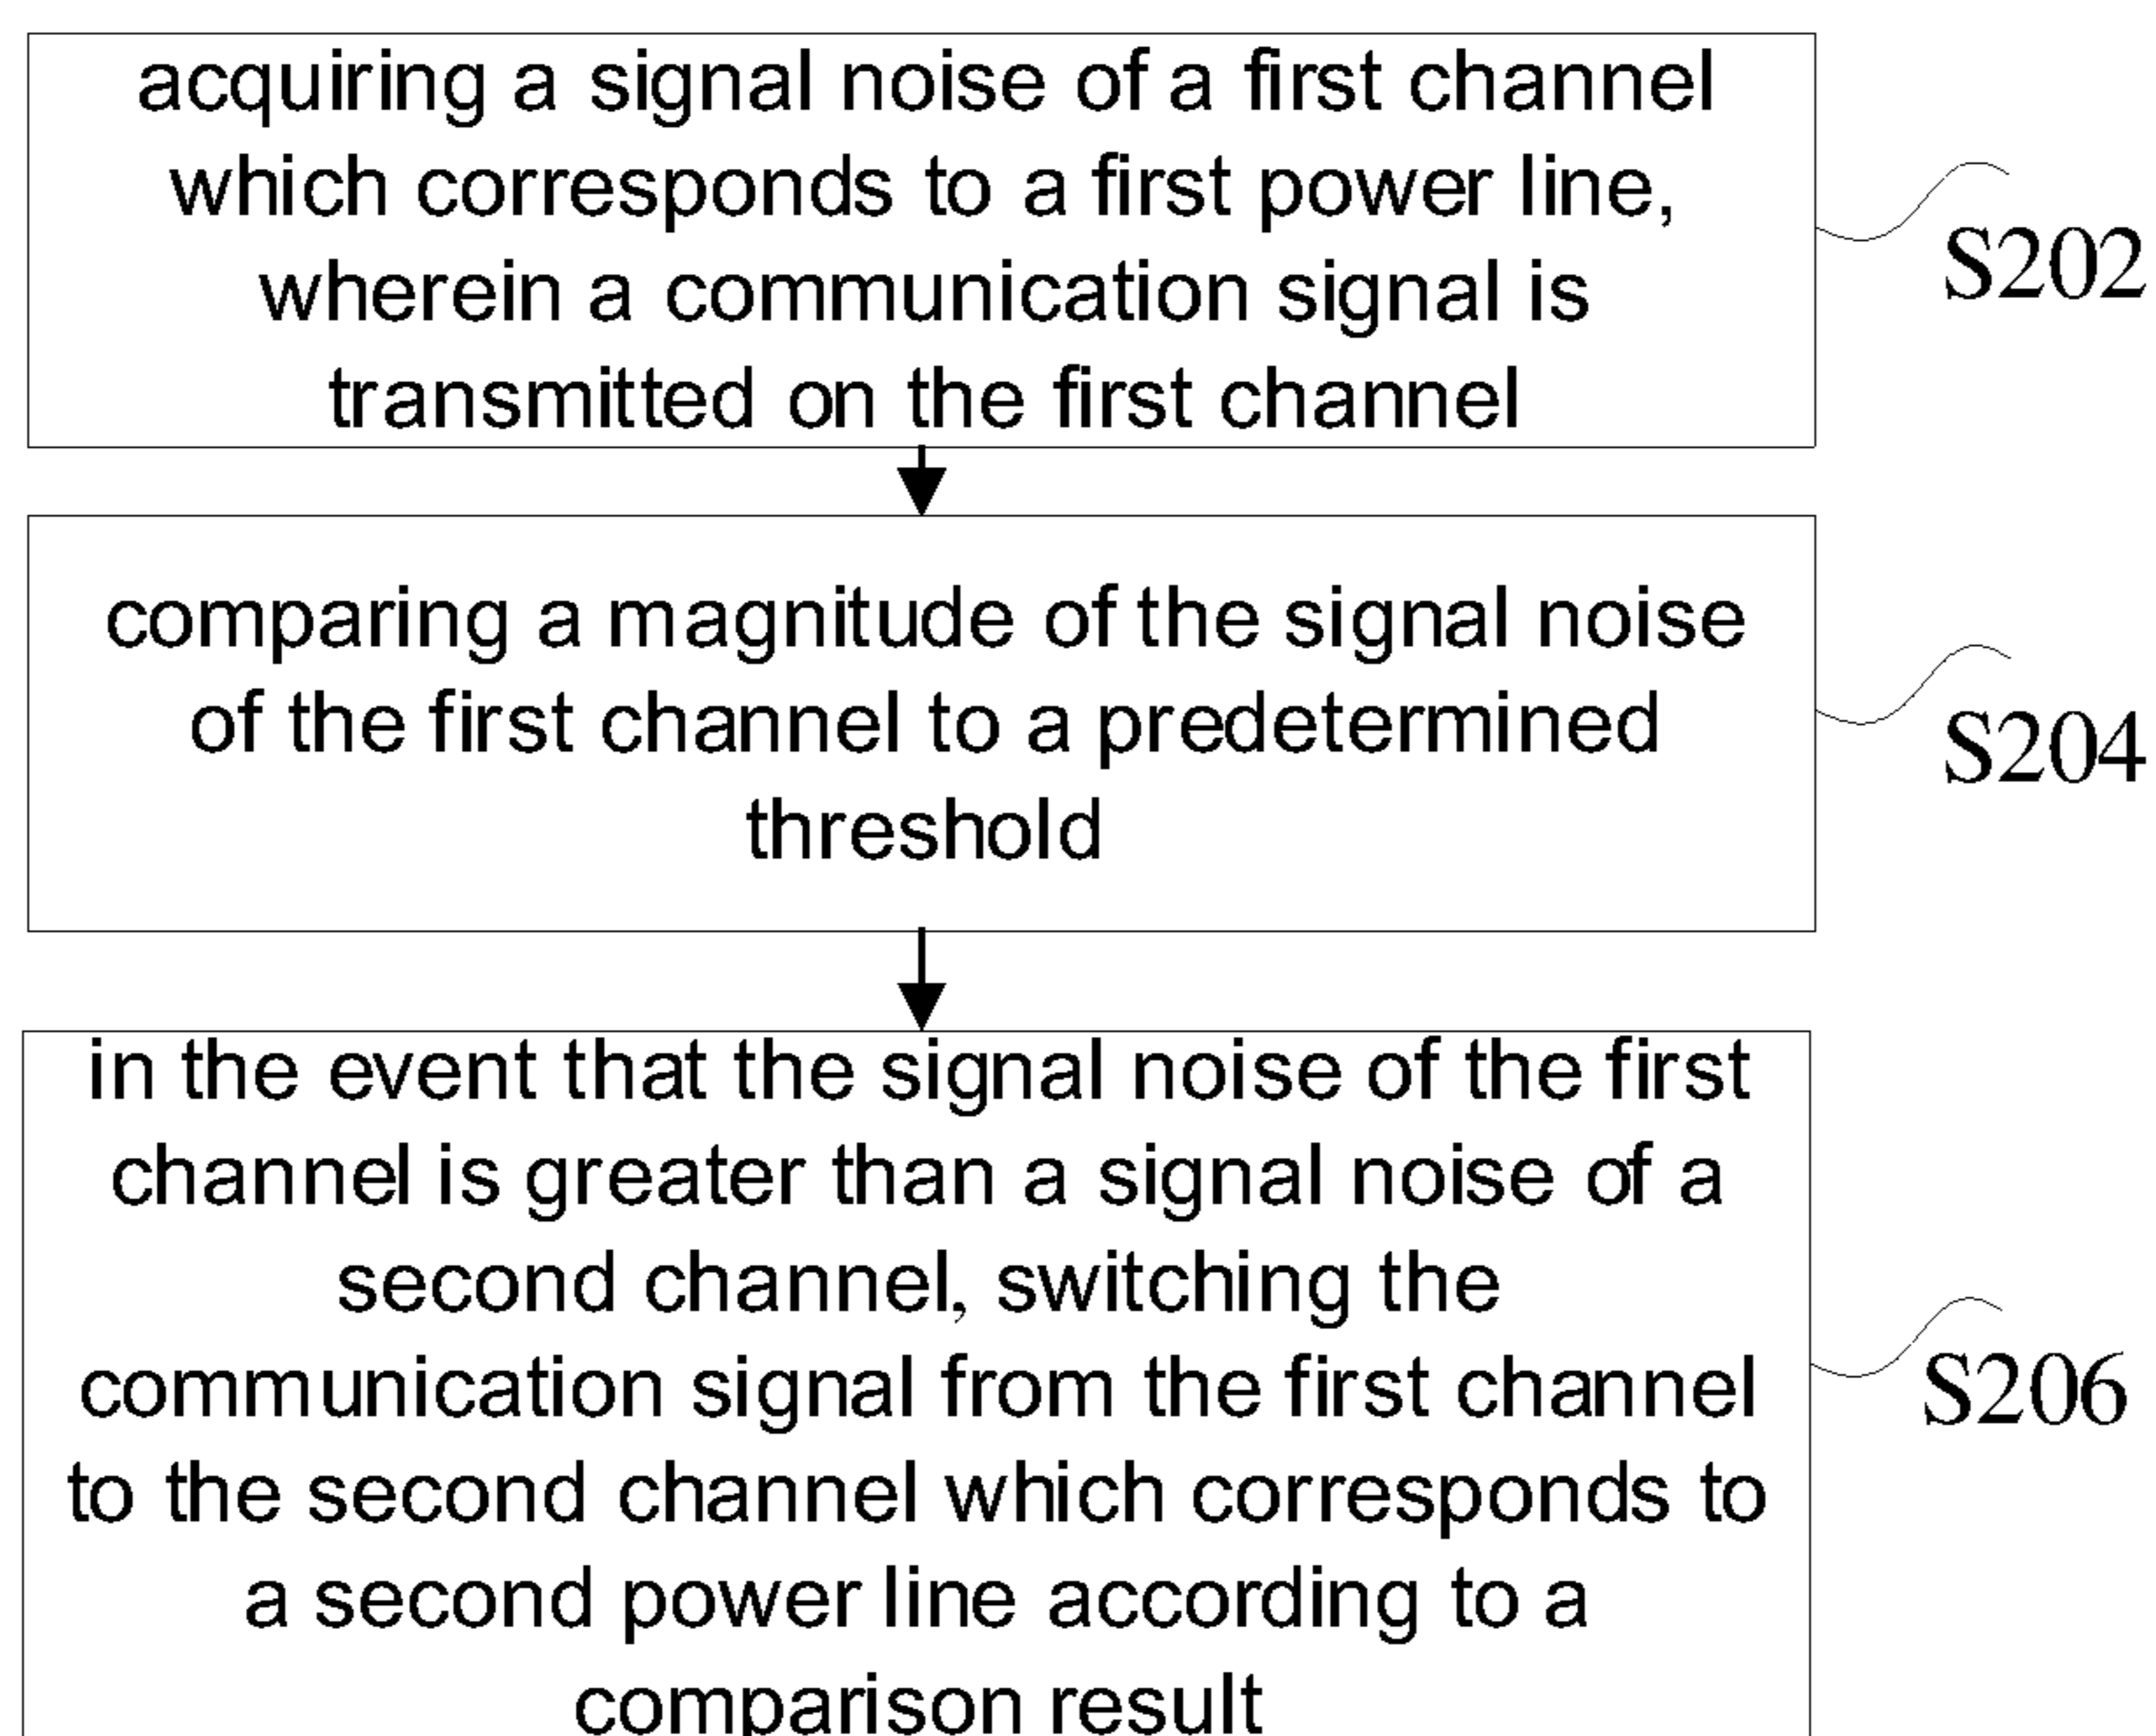 acquiring a signal noise of a first channel
which corresponds to a first power line,
wherein a communication signal is
transmitted on the first channel
S202
comparing a magnitude of the signal noise
of the first channel to a predetermined
threshold
S204
in the event that the signal noise of the first
channel is greater than a signal noise of a
second channel, switching the
communication signal from the first channel
to the second channel which corresponds to
a second power line according to a
comparison result
S206